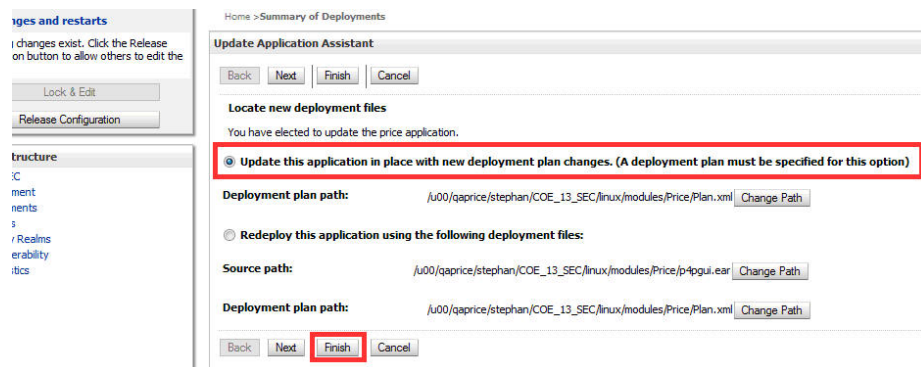 nges and restarts
changes exist. Click the Release
on button to allow others to edit the
Lock & Edit
Release Configuration
tructure
EC
ment
ments
s
Realms
erability
stics
Home >Summary of Deployments
Update Application Assistant
Back Next Finish Cancel
Locate new deployment files
You have elected to update the price application.
Update this application in place with new deployment plan changes. (A deployment plan must be specified for this option)
Deployment plan path: /u00/qaprice/stephan/COE_13_SEC/linux/modules/Price/Plan.xml Change Path
Redeploy this application using the following deployment files:
Source path: /u00/qaprice/stephan/COE_13_SEC/linux/modules/Price/p4pgui.ear Change Path
Deployment plan path: /u00/qaprice/stephan/COE_13_SEC/linux/modules/Price/Plan.xml Change Path
Back Next Finish Cancel